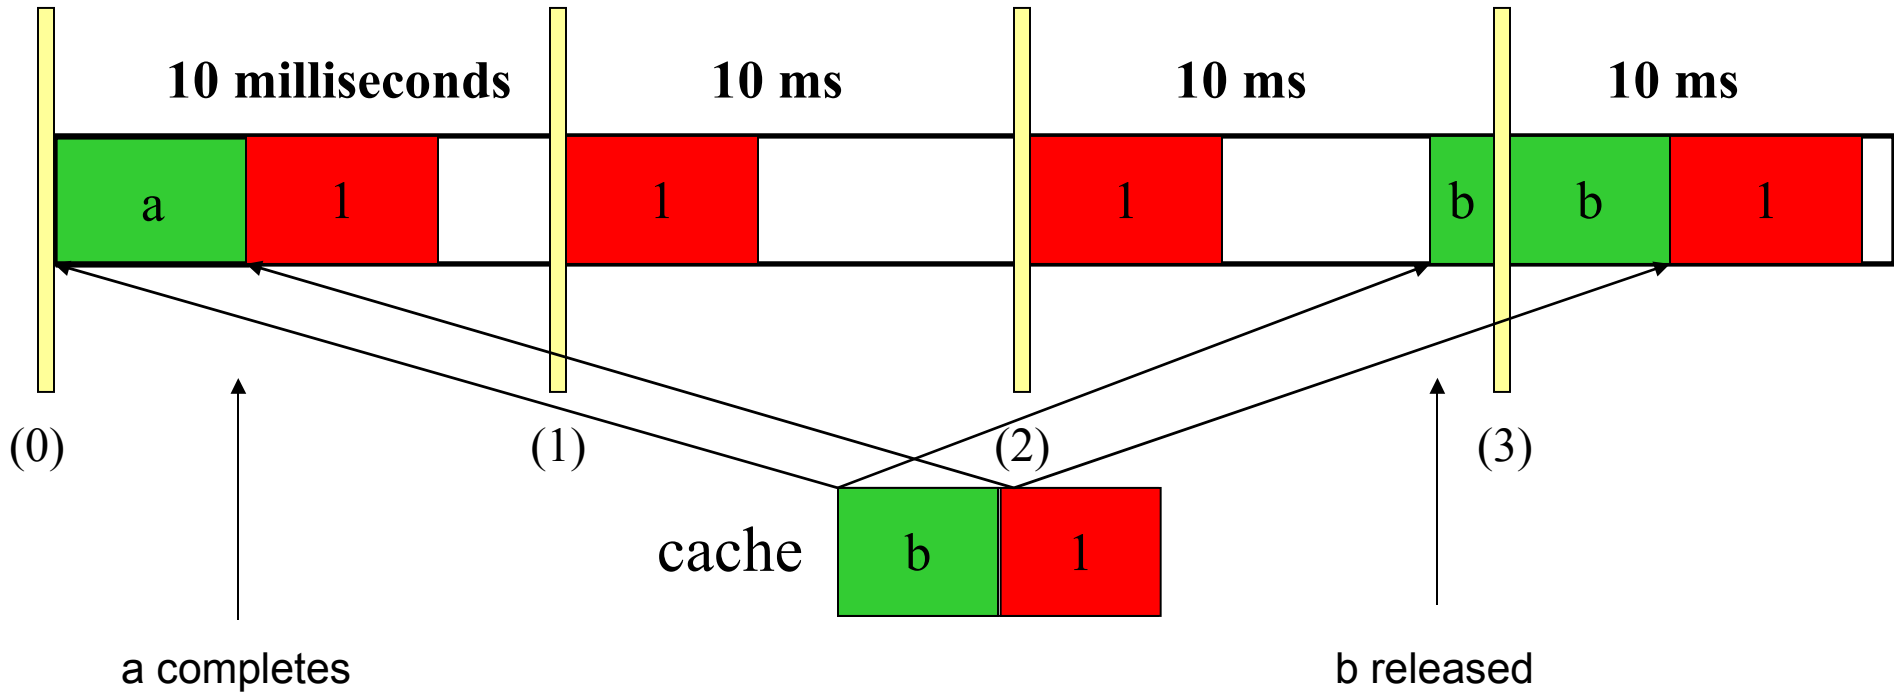 10 milliseconds 10 ms 10 ms 10 ms
a 1 1 1 b b 1
(0) (1) (2) (3)
cache b 1
a completes b released